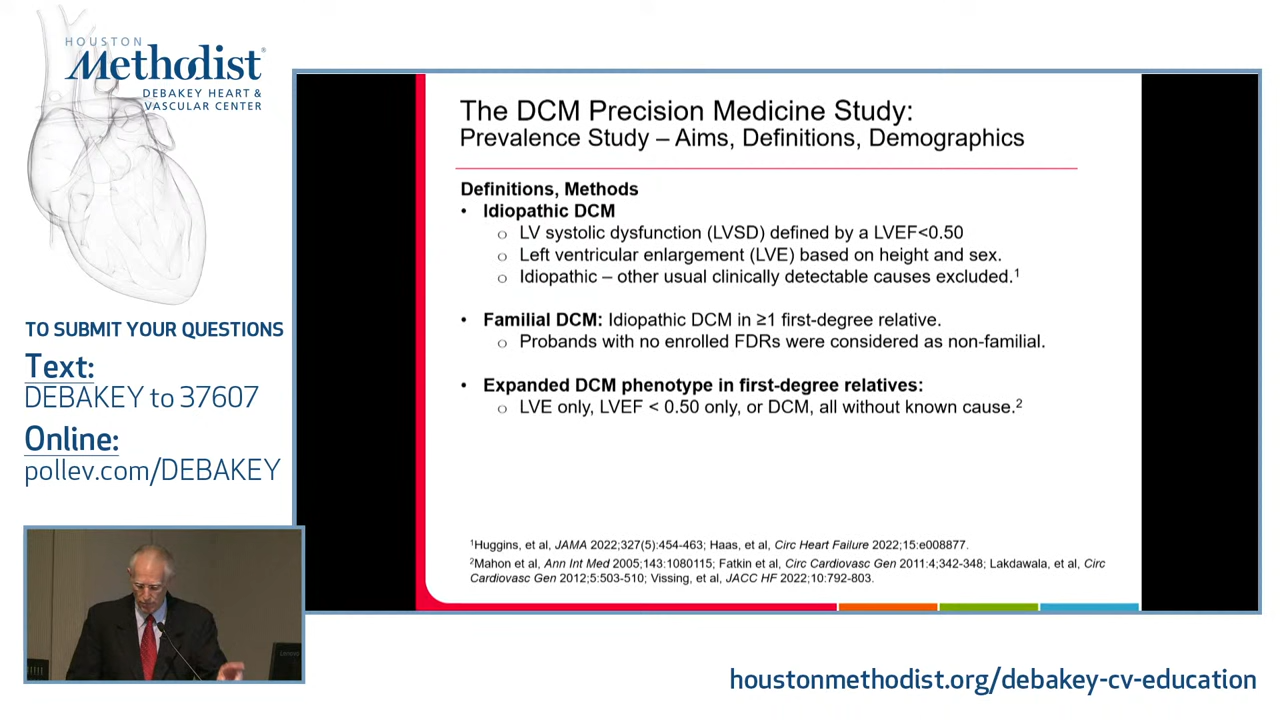 HOUSTON
Methodist®
DEBAKEY HEART &
VASCULAR CENTER
TO SUBMIT YOUR QUESTIONS
Text:
DEBAKEY to 37607
Online:
pollev.com/DEBAKEY
The DCM Precision Medicine Study:
Prevalence Study – Aims, Definitions, Demographics
Definitions, Methods
• Idiopathic DCM
o LV systolic dysfunction (LVSD) defined by a LVEF<0.50
o Left ventricular enlargement (LVE) based on height and sex.
o Idiopathic – other usual clinically detectable causes excluded.¹
• Familial DCM: Idiopathic DCM in ≥1 first-degree relative.
o Probands with no enrolled FDRs were considered as non-familial.
• Expanded DCM phenotype in first-degree relatives:
o LVE only, LVEF < 0.50 only, or DCM, all without known cause.²
¹Huggins, et al, JAMA 2022;327(5):454-463; Haas, et al, Circ Heart Failure 2022;15:e008877.
²Mahon et al, Ann Int Med 2005;143:1080115; Fatkin et al, Circ Cardiovasc Gen 2011:4;342-348; Lakdawala, et al, Circ
Cardiovasc Gen 2012;5:503-510; Vissing, et al, JACC HF 2022;10:792-803.
houstonmethodist.org/debakey-cv-education